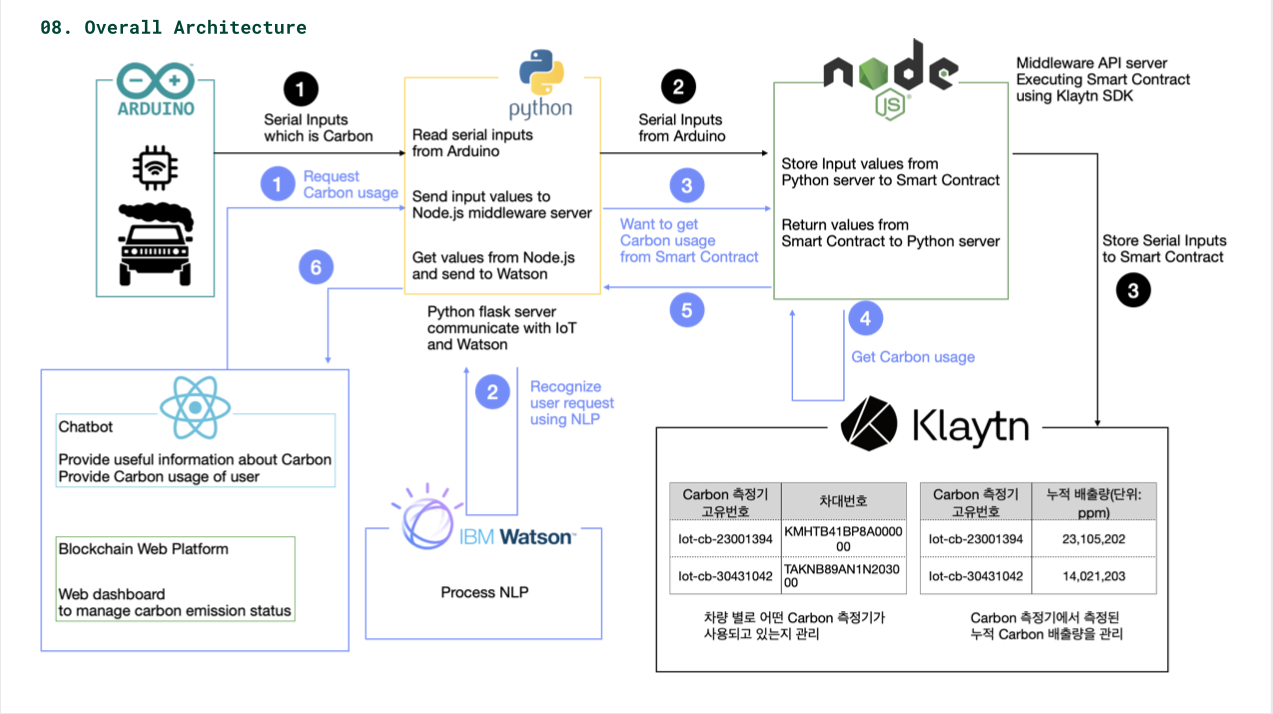 08. Overall Architecture
ARDUINO
1
Serial Inputs
which is Carbon
1
Request
Carbon usage
python
Read serial inputs
from Arduino
Send input values to
Node.js middleware server
Get values from Node.js
and send to Watson
Python flask server
communicate with IoT
and Watson
2
Serial Inputs
from Arduino
3
Want to get
Carbon usage
from Smart Contract
5
node
JS
Store Input values from
Python server to Smart Contract
Return values from
Smart Contract to Python server
Middleware API server
Executing Smart Contract
using Klaytn SDK
Store Serial Inputs
to Smart Contract
3
4
Get Carbon usage
6
2
Recognize
user request
using NLP
Chatbot
Provide useful information about Carbon
Provide Carbon usage of user
Blockchain Web Platform
Web dashboard
to manage carbon emission status
IBM Watson™
Process NLP
Klaytn
Carbon 측정기
고유번호
차대번호
Iot-cb-23001394
KMHTB41BP8A0000
00
Iot-cb-30431042
TAKNB89AN1N2030
00
차량 별로 어떤 Carbon 측정기가
사용되고 있는지 관리
Carbon 측정기
고유번호
누적 배출량(단위:
ppm)
Iot-cb-23001394
23,105,202
Iot-cb-30431042
14,021,203
Carbon 측정기에서 측정된
누적 Carbon 배출량을 관리